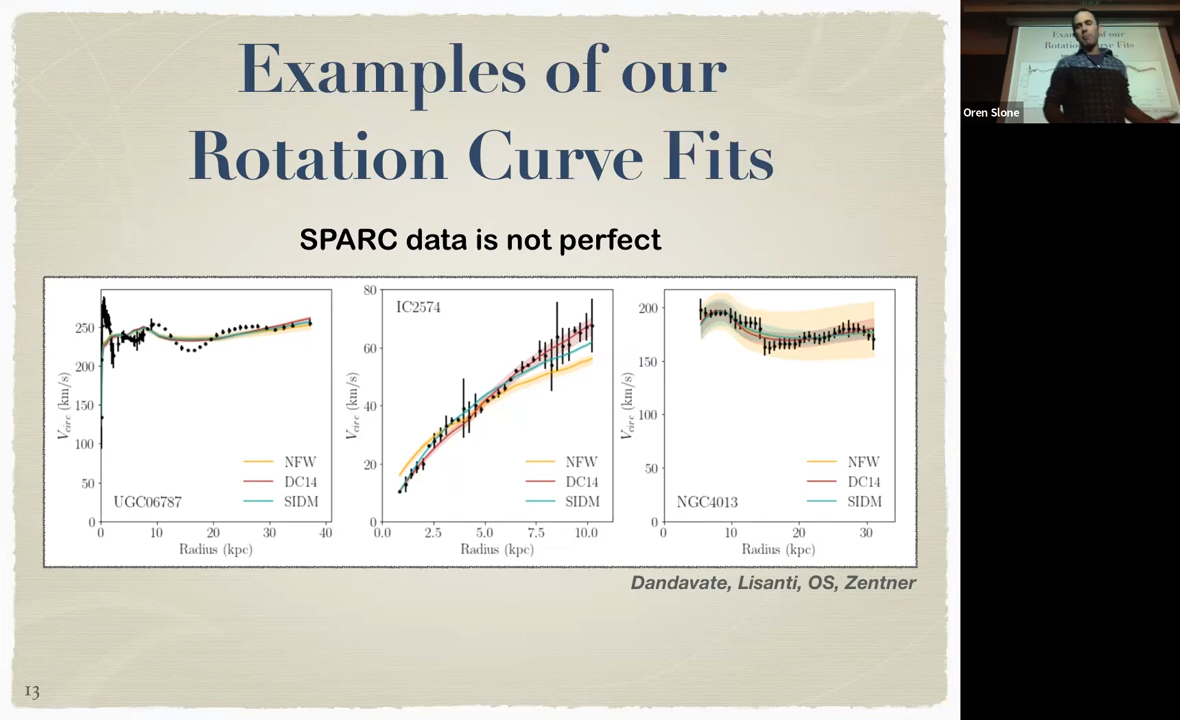 Examples of our
Rotation Curve Fits
SPARC data is not perfect
250
200
150
100
50
0
V_circ (km/s)
NFW
DC14
SIDM
UGC06787
0 10 20 30 40
Radius (kpc)
80
60
40
20
0
V_circ (km/s)
IC2574
NFW
DC14
SIDM
0.0 2.5 5.0 7.5 10.0
Radius (kpc)
200
150
100
50
0
V_circ (km/s)
NFW
DC14
SIDM
NGC4013
0 10 20 30
Radius (kpc)
Dandavate, Lisanti, OS, Zentner
13
Oren Slone